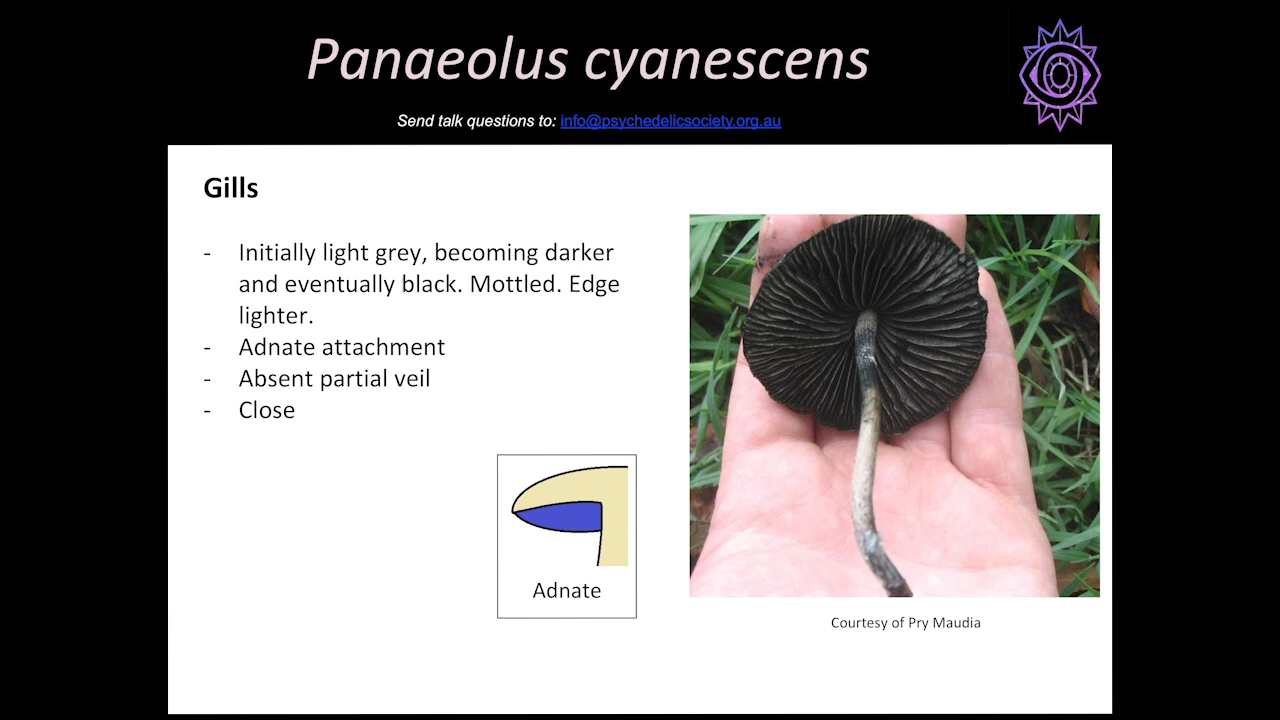 Panaeolus cyanescens
Send talk questions to: info@psychedelicsociety.org.au
Gills
- Initially light grey, becoming darker
and eventually black. Mottled. Edge
lighter.
- Adnate attachment
- Absent partial veil
- Close
Adnate
Courtesy of Pry Maudia